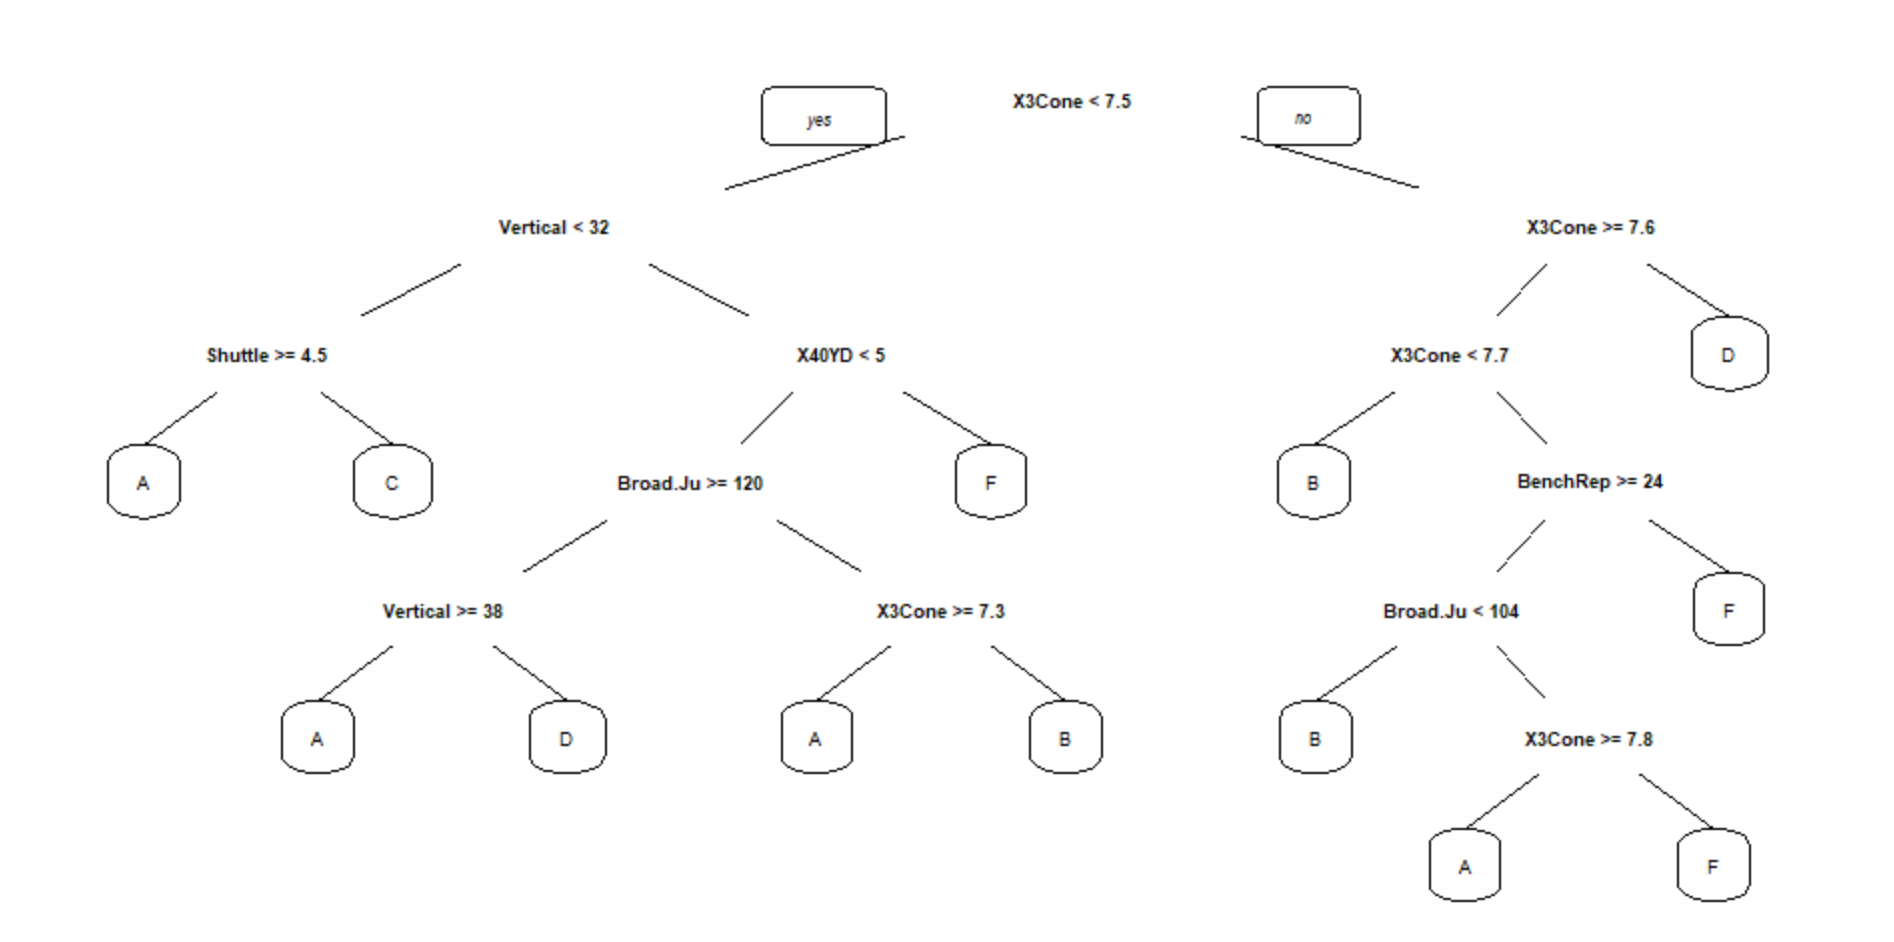 X3Cone < 7.5
yes
no
Vertical < 32
X3Cone >= 7.6
Shuttle >= 4.5
X40YD < 5
X3Cone < 7.7
D
A
C
Broad.Ju >= 120
F
B
BenchRep >= 24
Vertical >= 38
X3Cone >= 7.3
Broad.Ju < 104
F
A
D
A
B
B
X3Cone >= 7.8
A
F